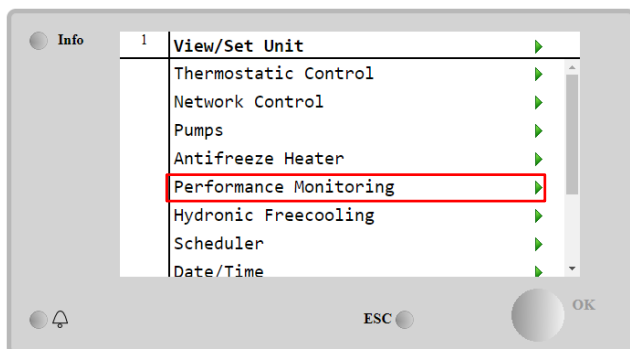 Info
1 View/Set Unit
Thermostatic Control
Network Control
Pumps
Antifreeze Heater
Performance Monitoring
Hydronic Freecooling
Scheduler
Date/Time
ESC OK